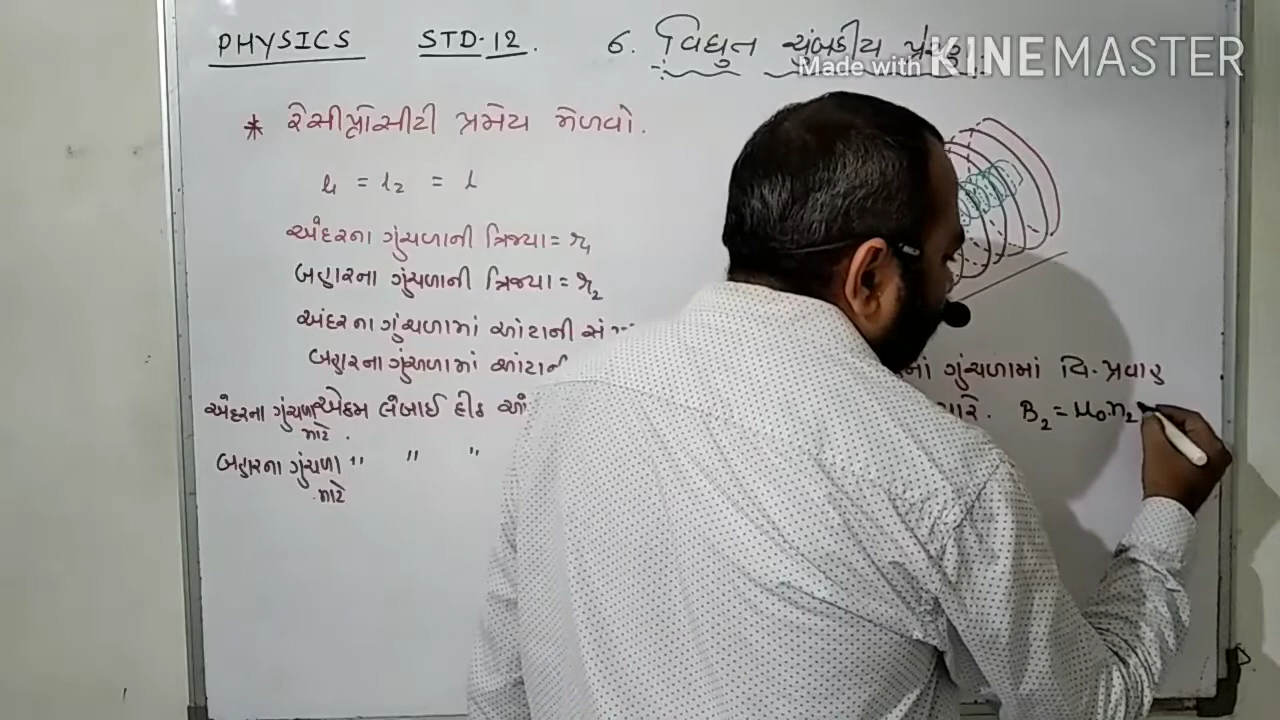 PHYSICS STD-12. 6. વિદ્યુત ચુંબકીય પ્રેરણ
Made with KINEMASTER
* રેસીપ્રોસીટી પ્રમેય મેળવો.
l₁ = l₂ = l
અંદરના ગુંચળાની ત્રિજ્યા = r₁
બહારના ગુંચળાની ત્રિજ્યા = r₂
અંદરના ગુંચળામાં આંટાની
બહારના ગુંચળામાં આંટાની
ગુંચળામાં વિ-પ્રવાહ
અંદરના ગુંચળા એકમ લંબાઈ દીઠ
માટે.
B₂ = μ₀n₂
બહારના ગુંચળા " " "
માટે